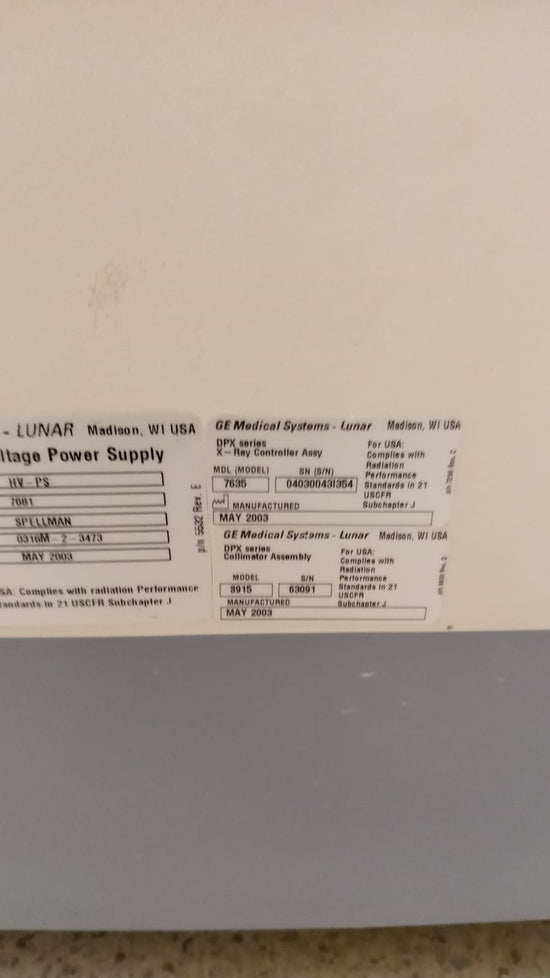 - LUNAR Madison, WI USA
ltage Power Supply
HV - PS
7681
SPELLMAN
0316M - 2 - 3473
MAY 2003
SA: Complies with radiation Performance
tandards in 21 USCFR Subchapter J
p/n 5532 Rev. E
GE Medical Systems - Lunar Madison, WI USA
DPX series
X-Ray Controller Assy
MDL (MODEL) SN (S/N)
7635 040300431354
MANUFACTURED
MAY 2003
For USA:
Complies with
Radiation
Performance
Standards in 21
USCFR
Subchapter J
GE Medical Systems - Lunar Madison, WI USA
DPX series
Collimator Assembly
MODEL S/N
3915 63091
MANUFACTURED
MAY 2003
For USA:
Complies with
Radiation
Performance
Standards in 21
USCFR
Subchapter J